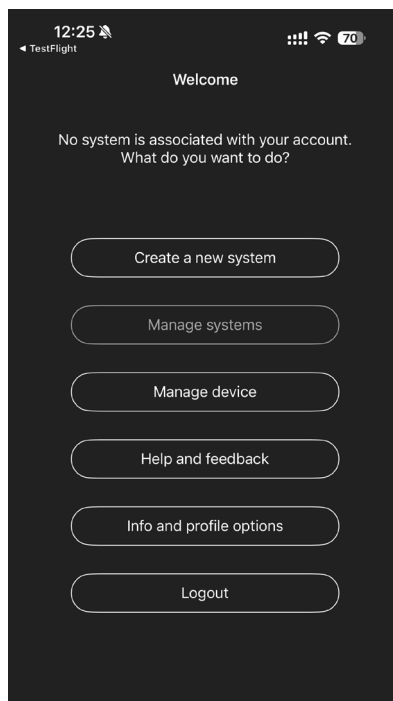 12:25
◀ TestFlight
70
Welcome
No system is associated with your account.
What do you want to do?
Create a new system
Manage systems
Manage device
Help and feedback
Info and profile options
Logout